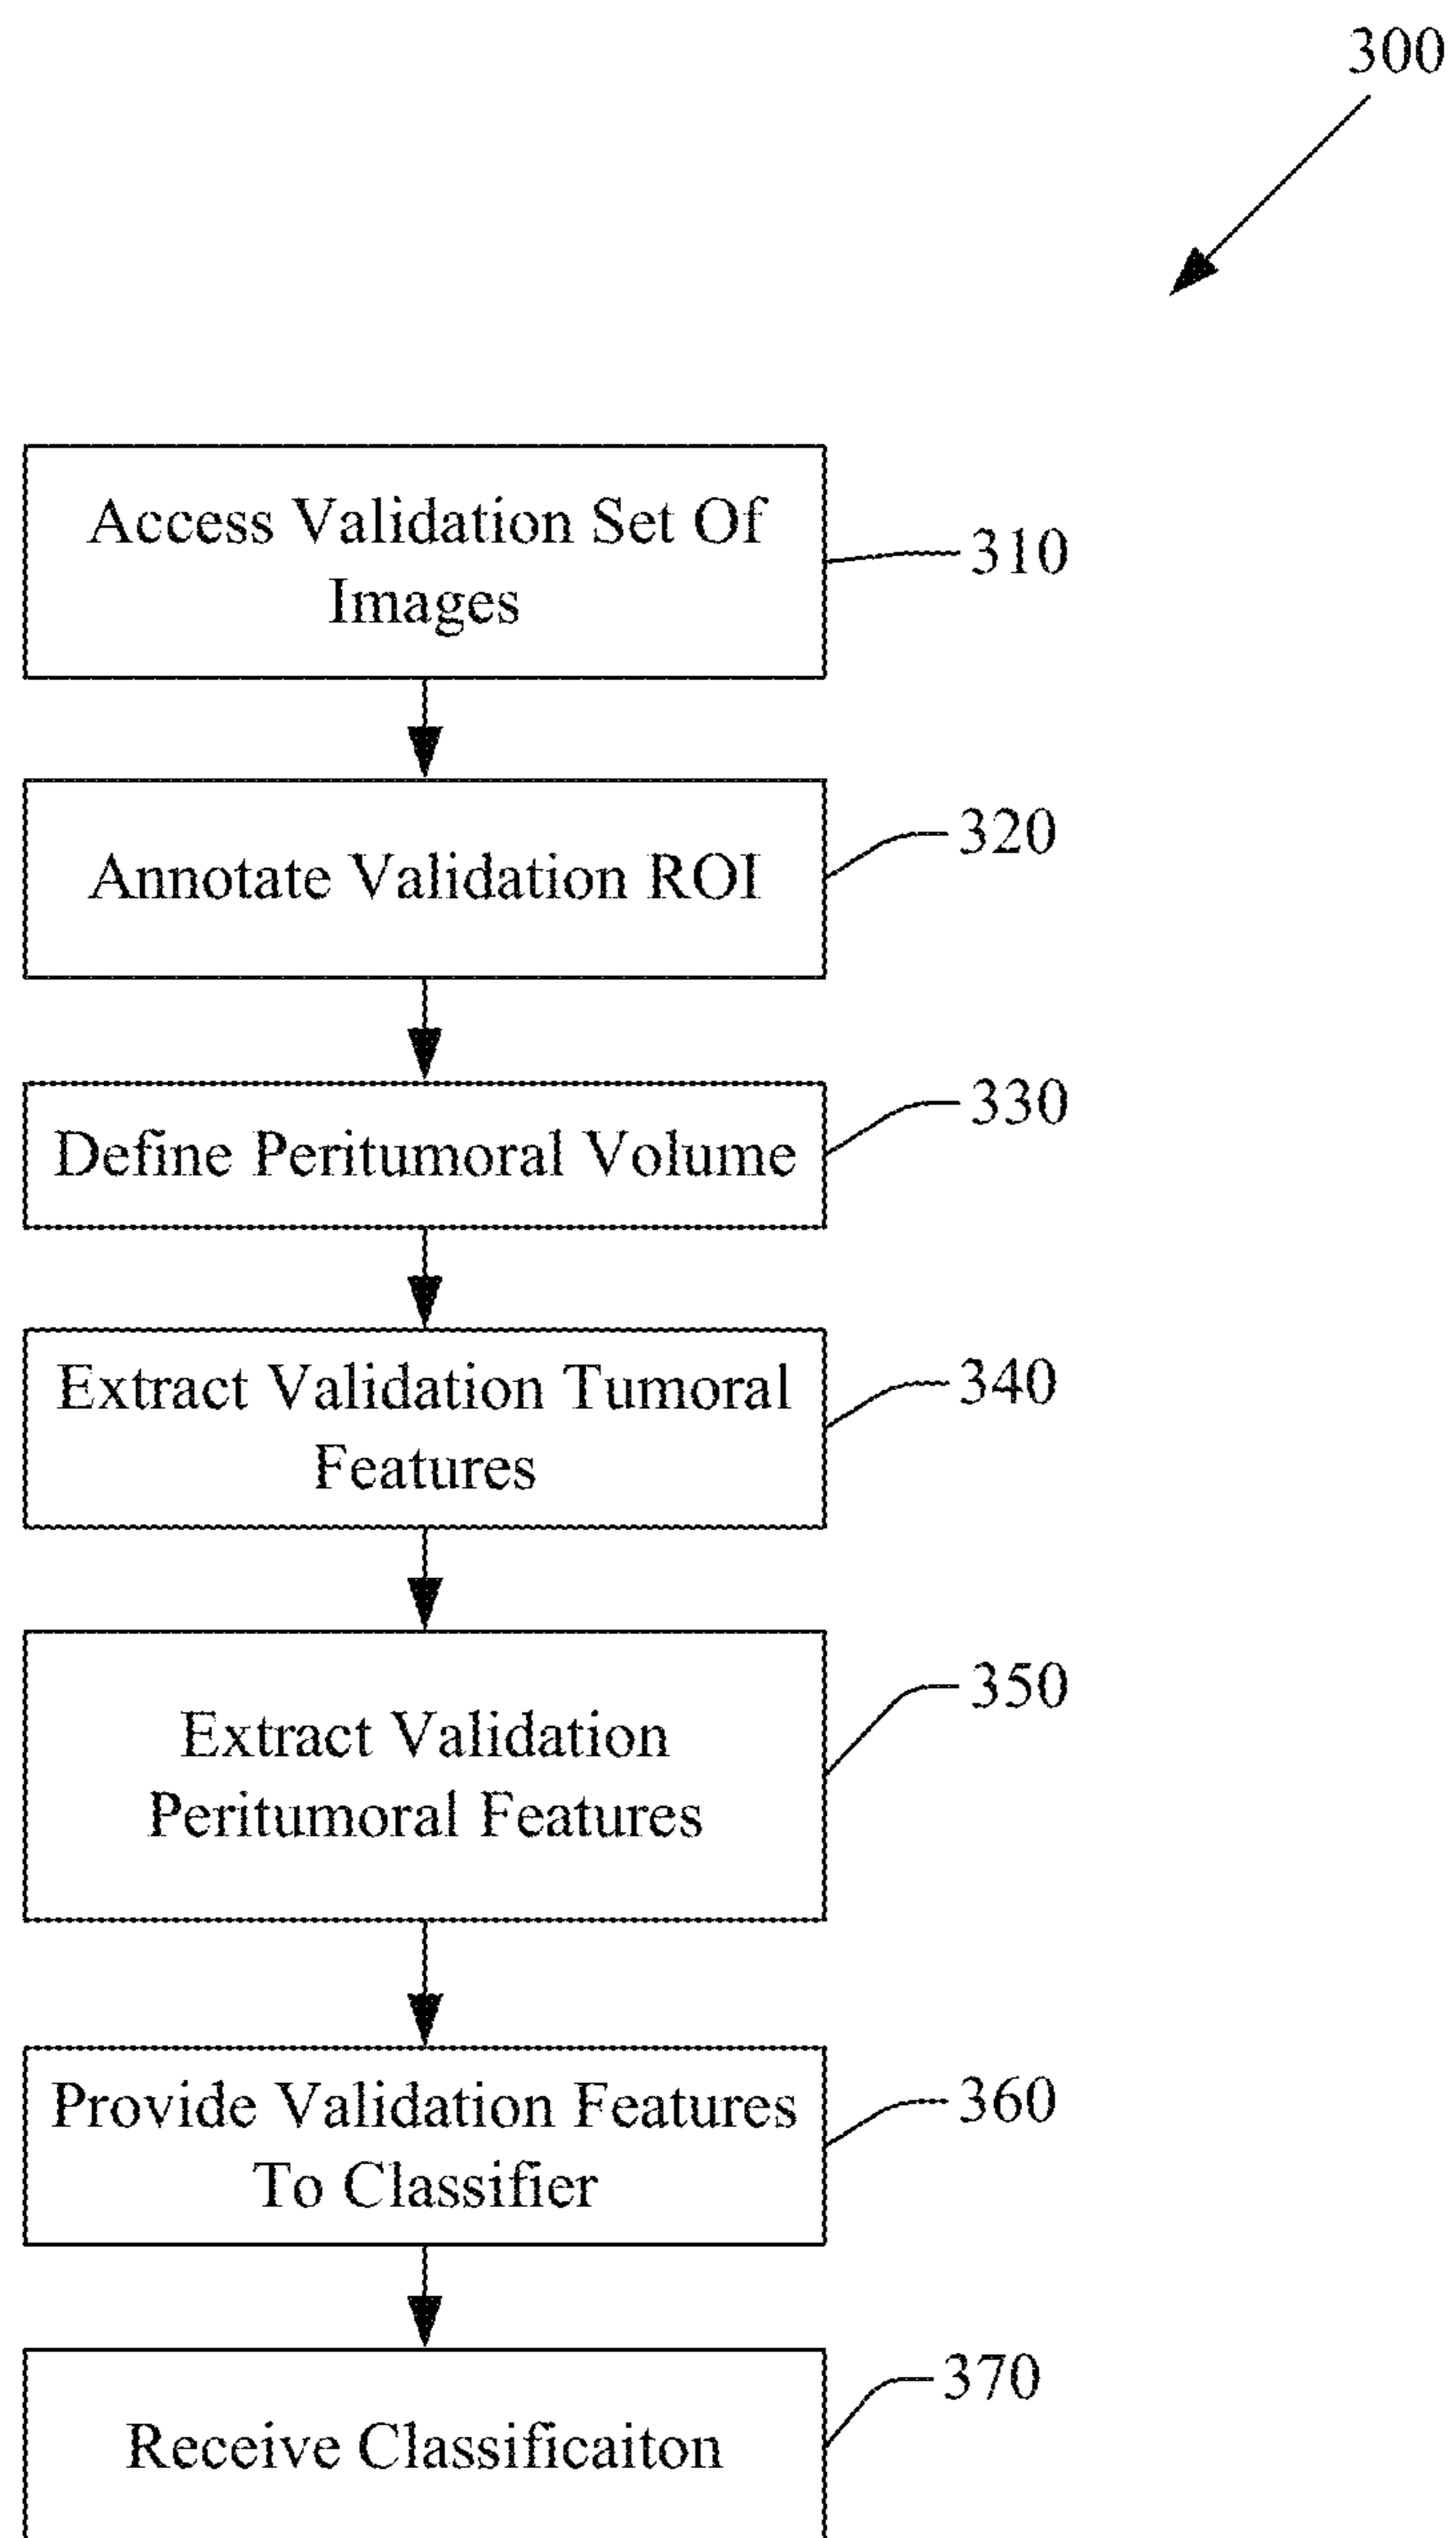 300
Access Validation Set Of
Images
310
Annotate Validation ROI
320
Define Peritumoral Volume
330
Extract Validation Tumoral
Features
340
Extract Validation
Peritumoral Features
350
Provide Validation Features
To Classifier
360
Receive Classificaiton
370